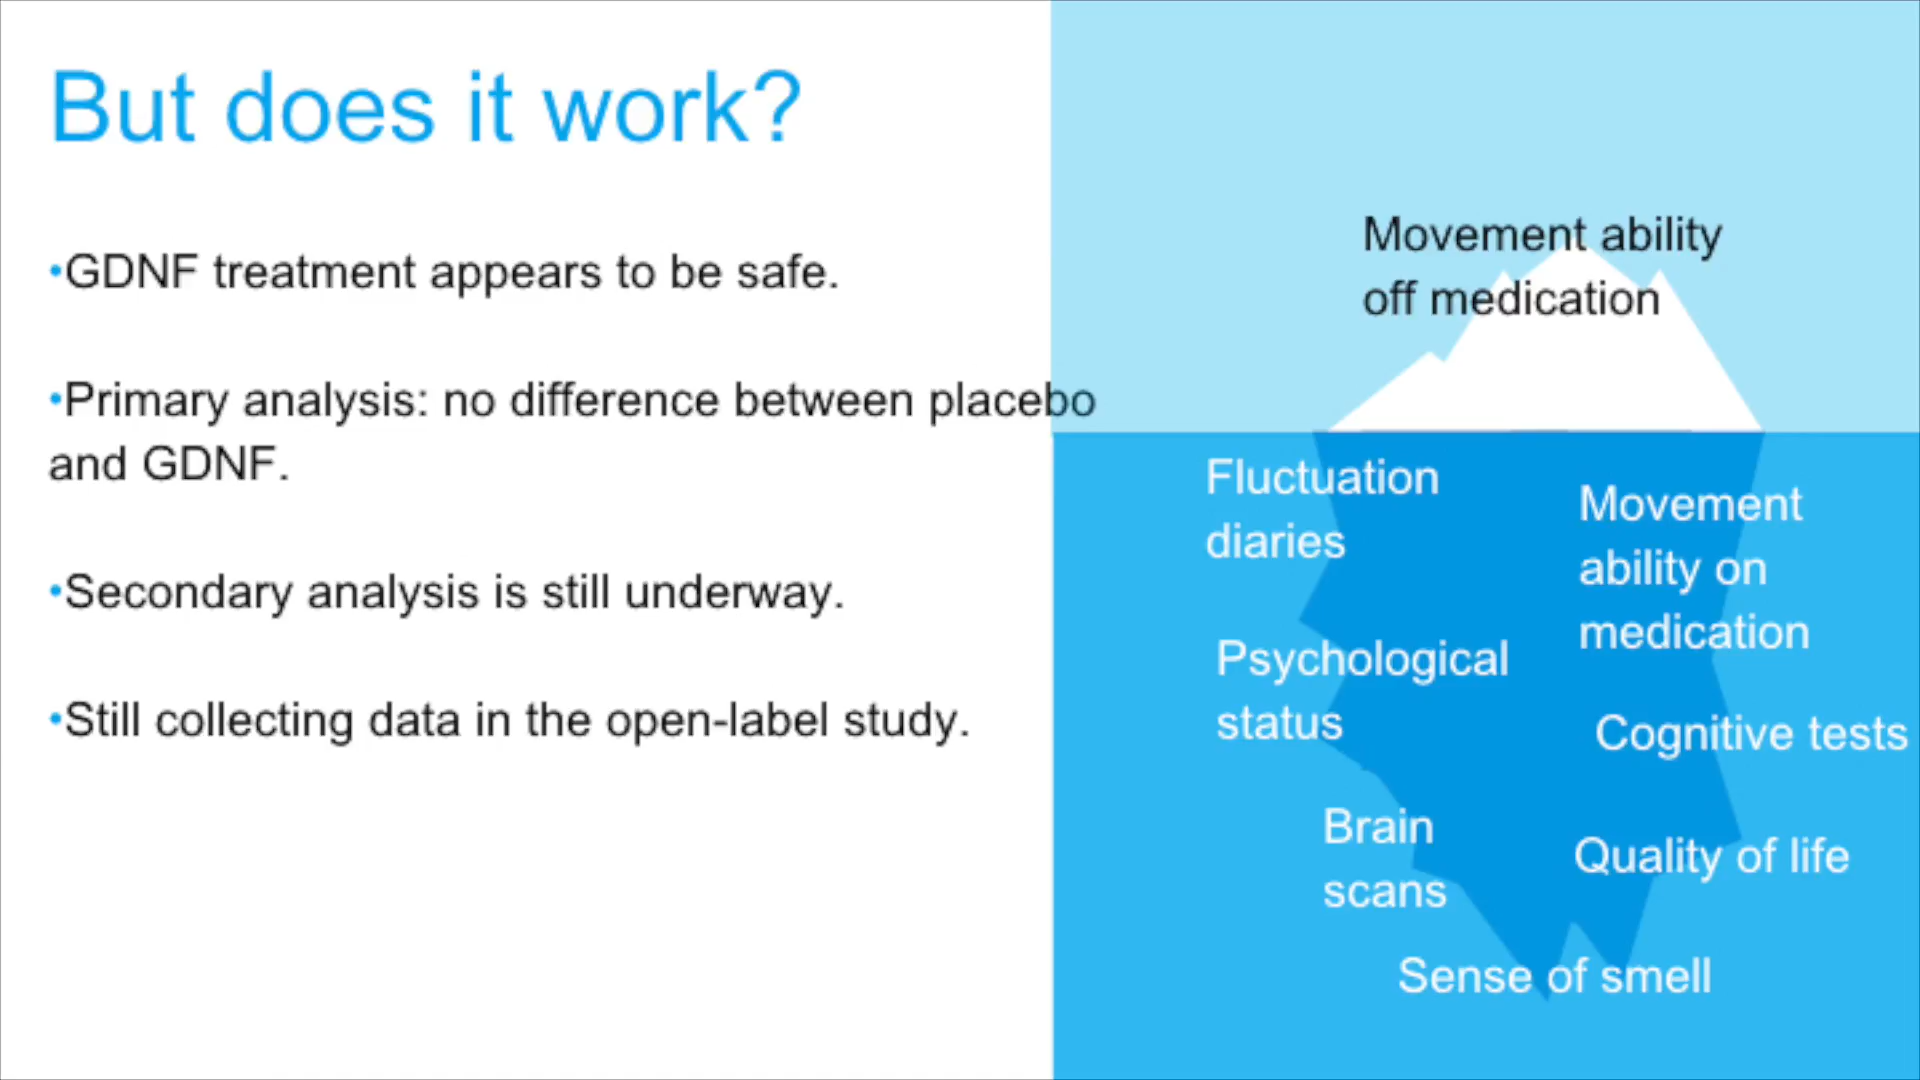 But does it work?
•GDNF treatment appears to be safe.
•Primary analysis: no difference between placebo
and GDNF.
•Secondary analysis is still underway.
•Still collecting data in the open-label study.
Movement ability
off medication
Fluctuation
diaries
Movement
ability on
medication
Psychological
status
Cognitive tests
Brain
scans
Quality of life
Sense of smell